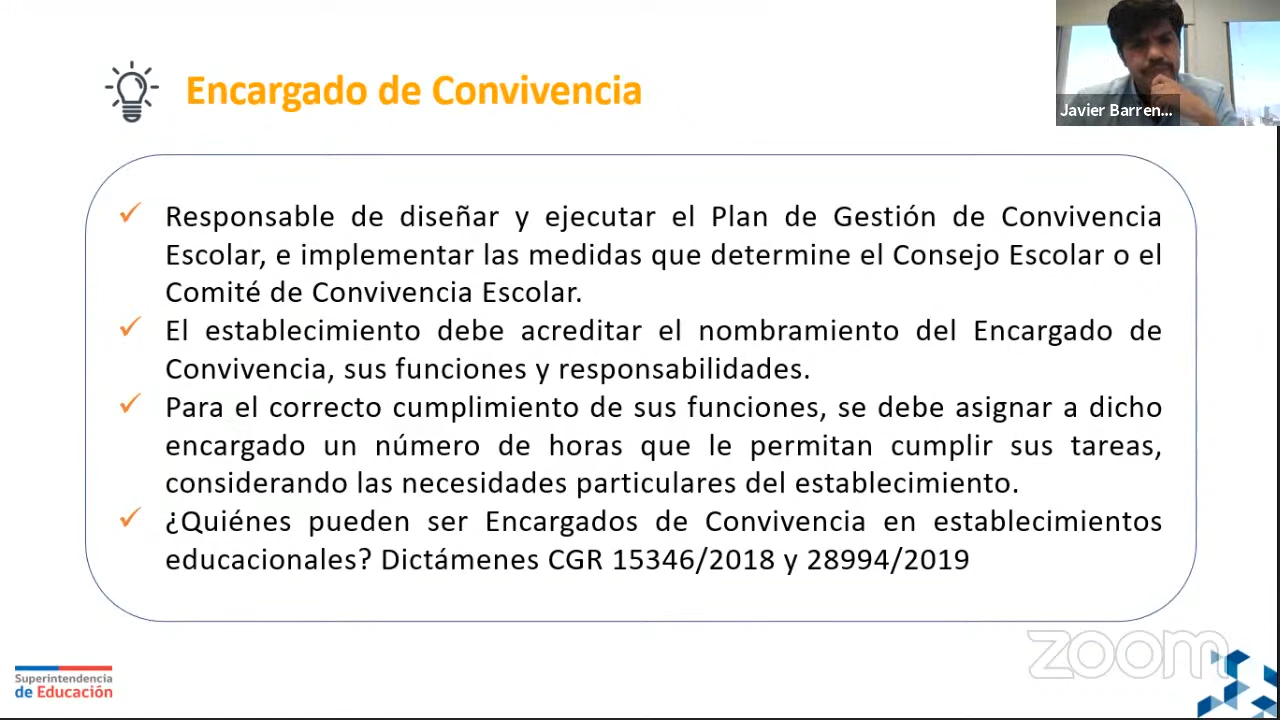 Encargado de Convivencia
Javier Barren...
Responsable de diseñar y ejecutar el Plan de Gestión de Convivencia
Escolar, e implementar las medidas que determine el Consejo Escolar o el
Comité de Convivencia Escolar.
El establecimiento debe acreditar el nombramiento del Encargado de
Convivencia, sus funciones y responsabilidades.
Para el correcto cumplimiento de sus funciones, se debe asignar a dicho
encargado un número de horas que le permitan cumplir sus tareas,
considerando las necesidades particulares del establecimiento.
¿Quiénes pueden ser Encargados de Convivencia en establecimientos
educacionales? Dictámenes CGR 15346/2018 y 28994/2019
zoom
Superintendencia
de Educación